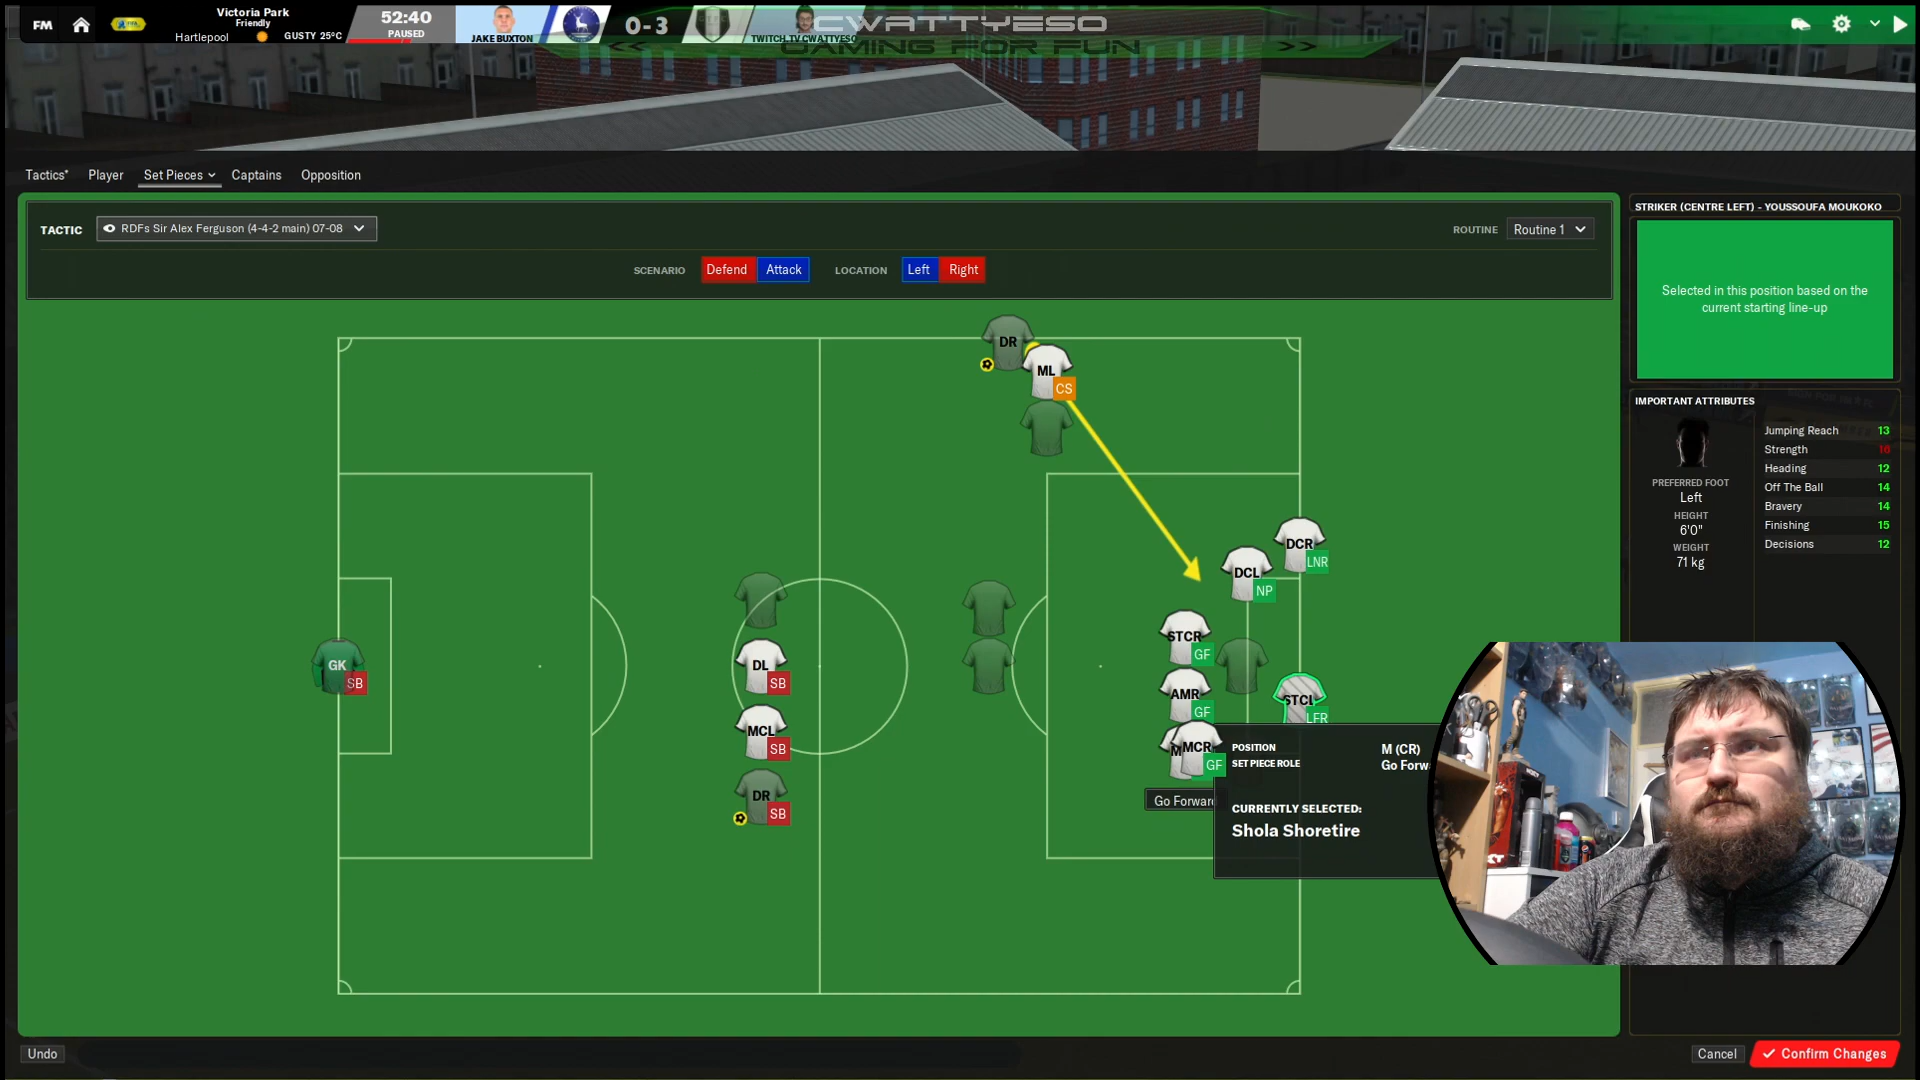 FM
Victoria Park
Friendly
Hartlepool
GUSTY 25°C
52:40
PAUSED
JAKE BUXTON
0-3
TWITCH.TV.CWATTYESO
CWATTYESO
GAMING FOR FUN
Tactics* Player Set Pieces Captains Opposition
TACTIC
RDFs Sir Alex Ferguson (4-4-2 main) 07-08
ROUTINE
Routine 1
SCENARIO
Defend Attack
LOCATION
Left Right
STRIKER (CENTRE LEFT) - YOUSSOUFA MOUKOKO
Selected in this position based on the
current starting line-up
IMPORTANT ATTRIBUTES
PREFERRED FOOT
Left
HEIGHT
6'0"
WEIGHT
71 kg
Jumping Reach 13
Strength 10
Heading 12
Off The Ball 14
Bravery 14
Finishing 15
Decisions 12
DR
ML
CS
DCR
LNR
DCL
NP
STCR
GF
GK
SB
DL
SB
AMR
GF
STCL
LFR
MCL
SB
MCR
GF
DR
SB
Go Forward
POSITION M (CR)
SET PIECE ROLE Go Forw
CURRENTLY SELECTED:
Shola Shoretire
Undo
Cancel
Confirm Changes